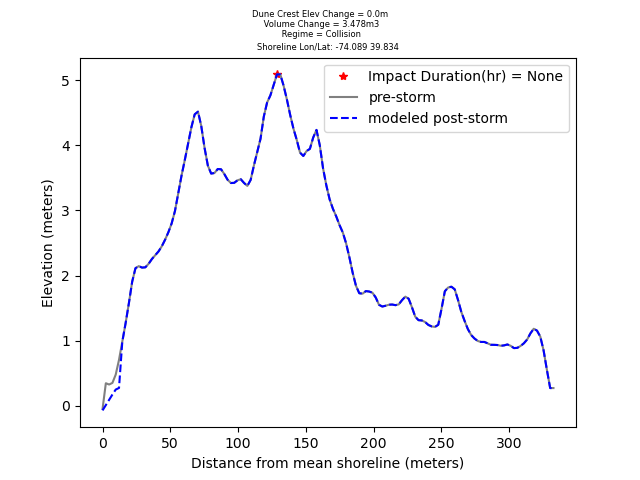 Dune Crest Elev Change = 0.0m
Volume Change = 3.478m3
Regime = Collision
Shoreline Lon/Lat: -74.089 39.834
Impact Duration(hr) = None
pre-storm
modeled post-storm
Elevation (meters)
5
4
3
2
1
0
0 50 100 150 200 250 300
Distance from mean shoreline (meters)